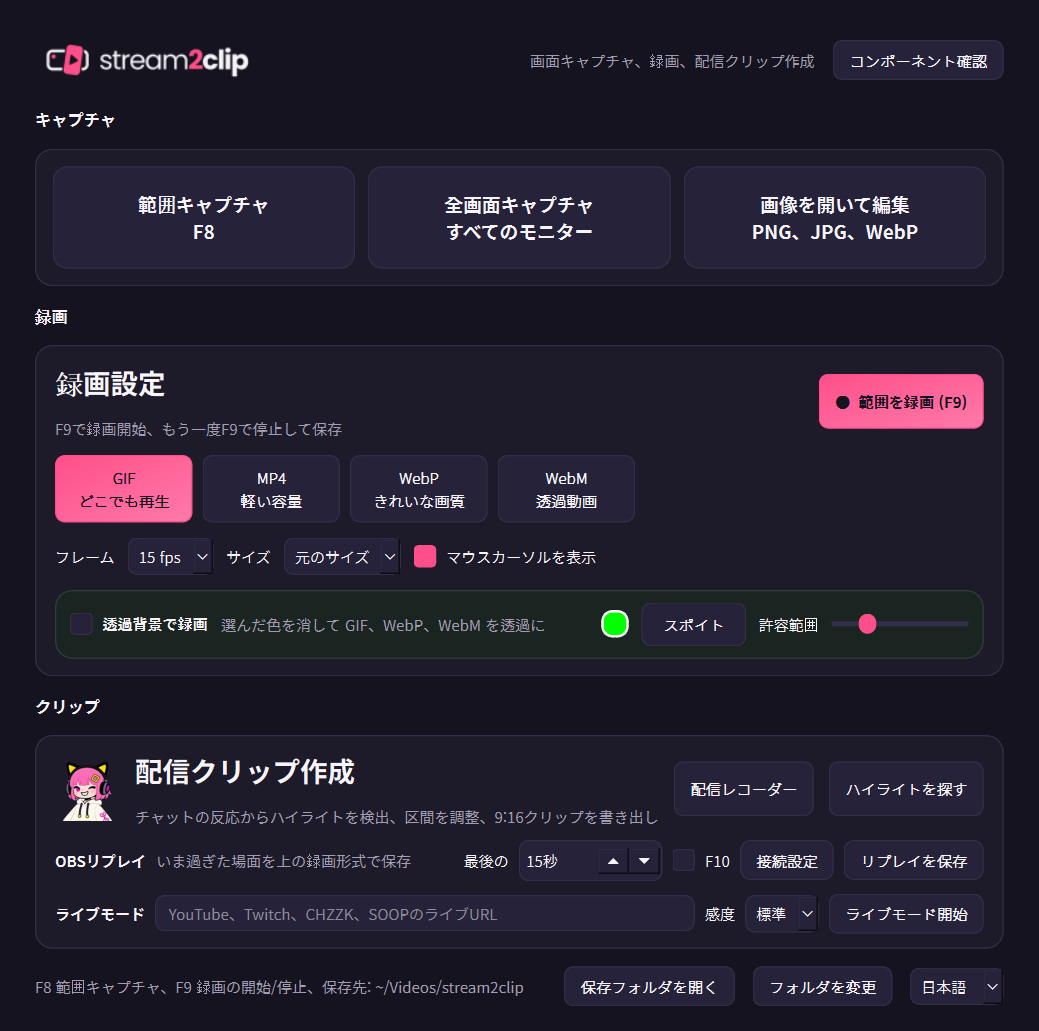 stream2clip
画面キャプチャ、録画、配信クリップ作成
コンポーネント確認
キャプチャ
範囲キャプチャ
F8
全画面キャプチャ
すべてのモニター
画像を開いて編集
PNG、JPG、WebP
録画
録画設定
● 範囲を録画 (F9)
F9で録画開始、もう一度F9で停止して保存
GIF
どこでも再生
MP4
軽い容量
WebP
きれいな画質
WebM
透過動画
フレーム
15 fps
サイズ
元のサイズ
マウスカーソルを表示
透過背景で録画
選んだ色を消して GIF、WebP、WebM を透過に
スポイト
許容範囲
クリップ
配信クリップ作成
チャットの反応からハイライトを検出、区間を調整、9:16クリップを書き出し
配信レコーダー
ハイライトを探す
OBSリプレイ
いま過ぎた場面を上の録画形式で保存
最後の
15秒
F10
接続設定
リプレイを保存
ライブモード
YouTube、Twitch、CHZZK、SOOPのライブURL
感度
標準
ライブモード開始
F8 範囲キャプチャ、F9 録画の開始/停止、保存先: ~/Videos/stream2clip
保存フォルダを開く
フォルダを変更
日本語